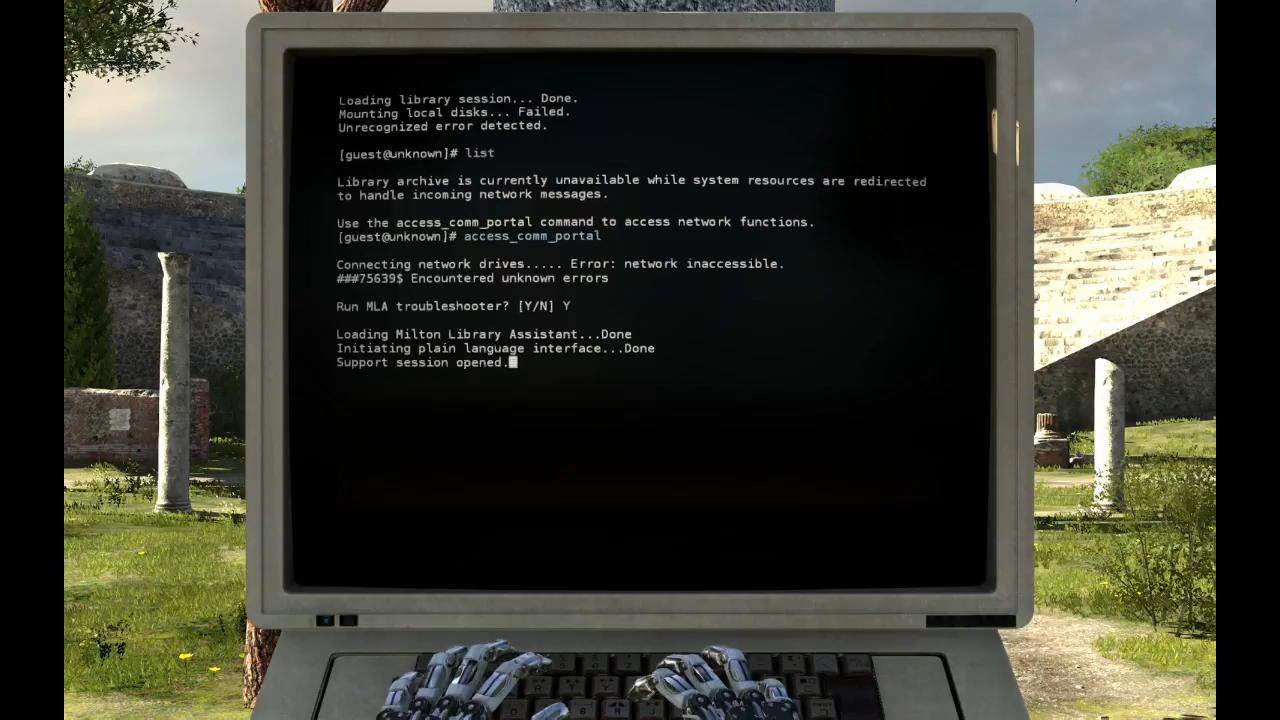 Loading library session... Done.
Mounting local disks... Failed.
Unrecognized error detected.
[guest@unknown]# list
Library archive is currently unavailable while system resources are redirected
to handle incoming network messages.
Use the access_comm_portal command to access network functions.
[guest@unknown]# access_comm_portal
Connecting network drives..... Error: network inaccessible.
###75639$ Encountered unknown errors
Run MLA troubleshooter? [Y/N] Y
Loading Milton Library Assistant...Done
Initiating plain language interface...Done
Support session opened.